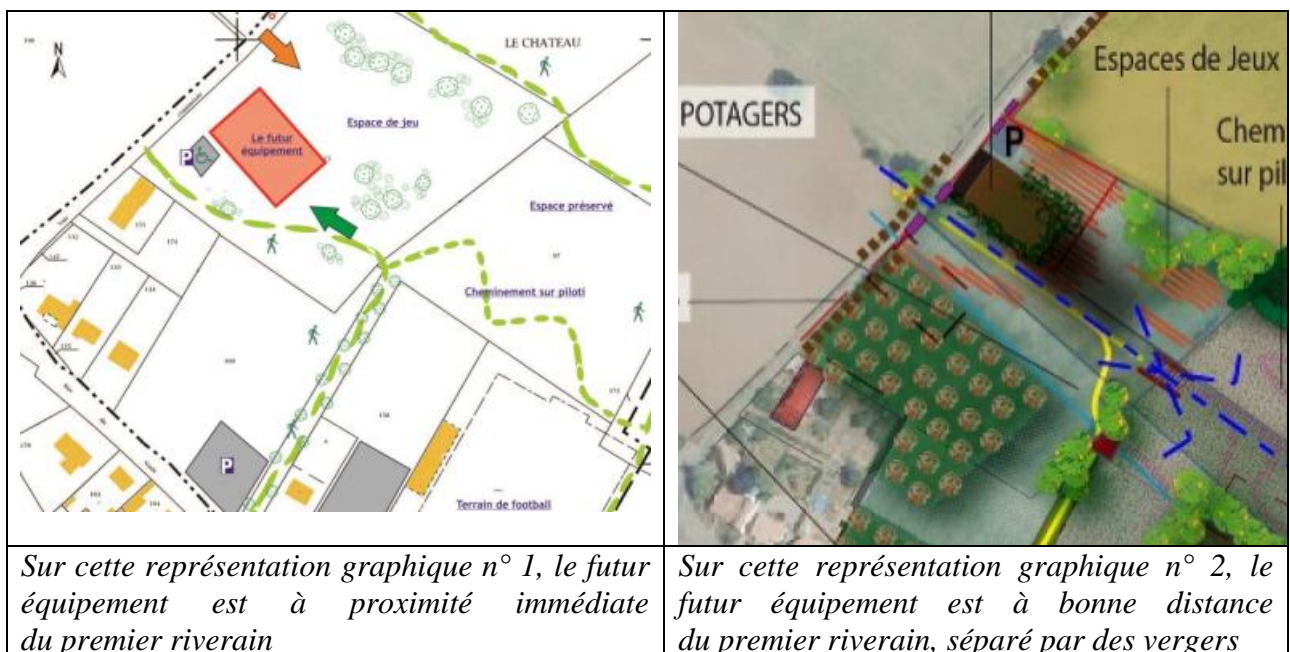 N
LE CHATEAU
Espace de jeu
Le futur
équipement
P
Espace préservé
Cheminement sur piloti
P
Terrain de football
Espaces de Jeux
POTAGERS
P
Chem
sur pil
Sur cette représentation graphique n° 1, le futur
équipement est à proximité immédiate
du premier riverain
Sur cette représentation graphique n° 2, le
futur équipement est à bonne distance
du premier riverain, séparé par des vergers